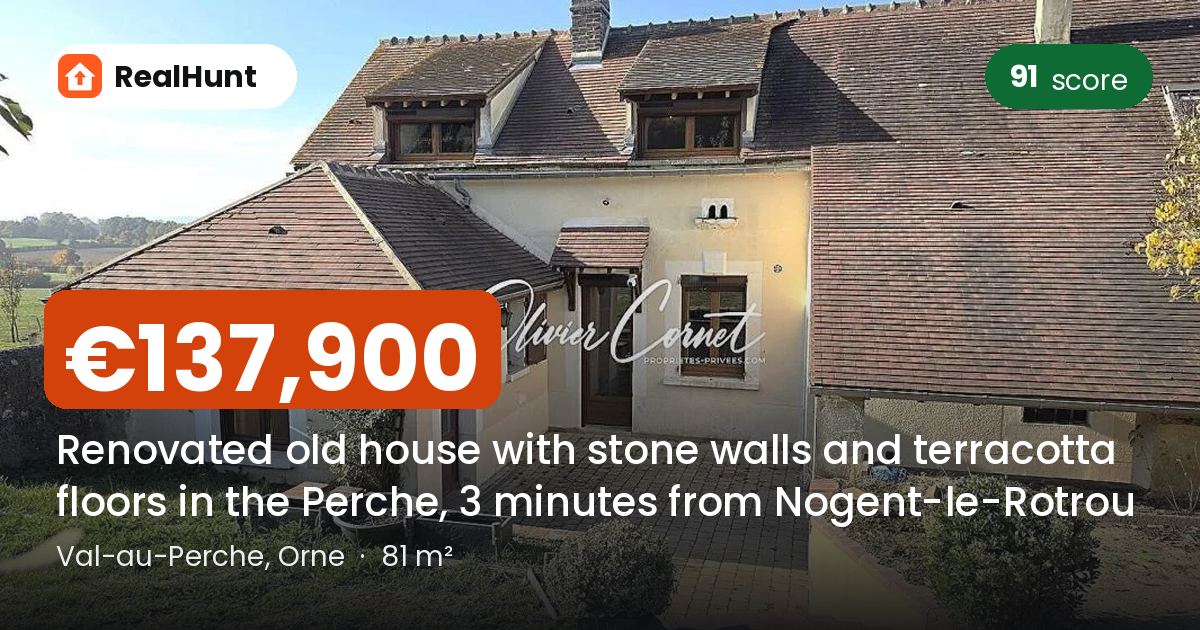 RealHunt
91 score
Olivier Cornet
PROPRIETES-PRIVEES.COM
€137,900
Renovated old house with stone walls and terracotta
floors in the Perche, 3 minutes from Nogent-le-Rotrou
Val-au-Perche, Orne · 81 m²